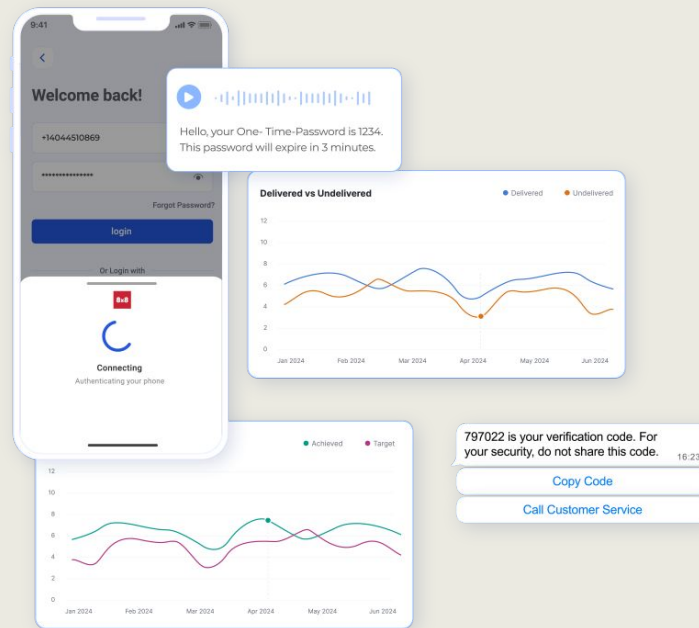 9:41
Welcome back!
+14044510869
***************
Forgot Password?
login
Or Login with
8x8
Connecting
Authenticating your phone
Hello, your One- Time-Password is 1234.
This password will expire in 3 minutes.
Delivered vs Undelivered
Delivered
Undelivered
12
10
8
6
4
2
0
Jan 2024
Feb 2024
Mar 2024
Apr 2024
May 2024
Jun 2024
Achieved
Target
12
10
8
6
4
2
0
Jan 2024
Feb 2024
Mar 2024
Apr 2024
May 2024
Jun 2024
797022 is your verification code. For
your security, do not share this code.
16:23
Copy Code
Call Customer Service